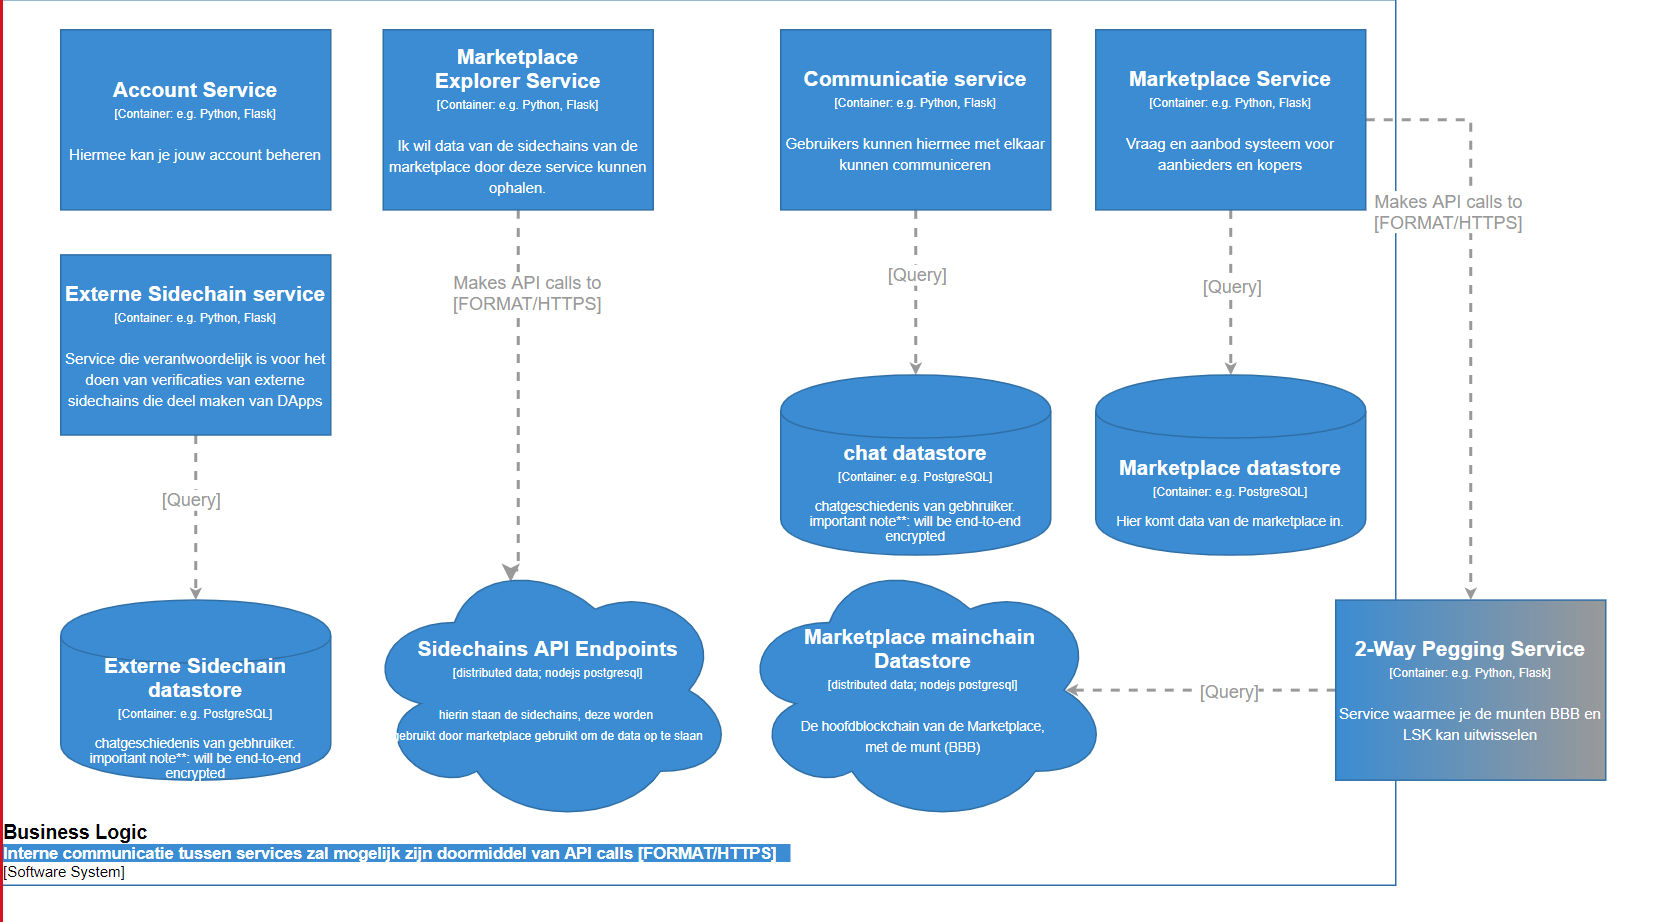 Account Service
[Container: e.g. Python, Flask]
Hiermee kan je jouw account beheren
Marketplace
Explorer Service
[Container: e.g. Python, Flask]
Ik wil data van de sidechains van de
marketplace door deze service kunnen
ophalen.
Communicatie service
[Container: e.g. Python, Flask]
Gebruikers kunnen hiermee met elkaar
kunnen communiceren
Marketplace Service
[Container: e.g. Python, Flask]
Vraag en aanbod systeem voor
aanbieders en kopers
Makes API calls to
[FORMAT/HTTPS]
Externe Sidechain service
[Container: e.g. Python, Flask]
Service die verantwoordelijk is voor het
doen van verificaties van externe
sidechains die deel maken van DApps
Makes API calls to
[FORMAT/HTTPS]
[Query]
[Query]
[Query]
chat datastore
[Container: e.g. PostgreSQL]
chatgeschiedenis van gebhruiker.
important note**: will be end-to-end
encrypted
Marketplace datastore
[Container: e.g. PostgreSQL]
Hier komt data van de marketplace in.
Externe Sidechain
datastore
[Container: e.g. PostgreSQL]
chatgeschiedenis van gebhruiker.
important note**: will be end-to-end
encrypted
Sidechains API Endpoints
[distributed data; nodejs postgresql]
hierin staan de sidechains, deze worden
gebruikt door marketplace gebruikt om de data op te slaan
Marketplace mainchain
Datastore
[distributed data; nodejs postgresql]
De hoofdblockchain van de Marketplace,
met de munt (BBB)
[Query]
2-Way Pegging Service
[Container: e.g. Python, Flask]
Service waarmee je de munten BBB en
LSK kan uitwisselen
Business Logic
Interne communicatie tussen services zal mogelijk zijn doormiddel van API calls [FORMAT/HTTPS]
[Software System]